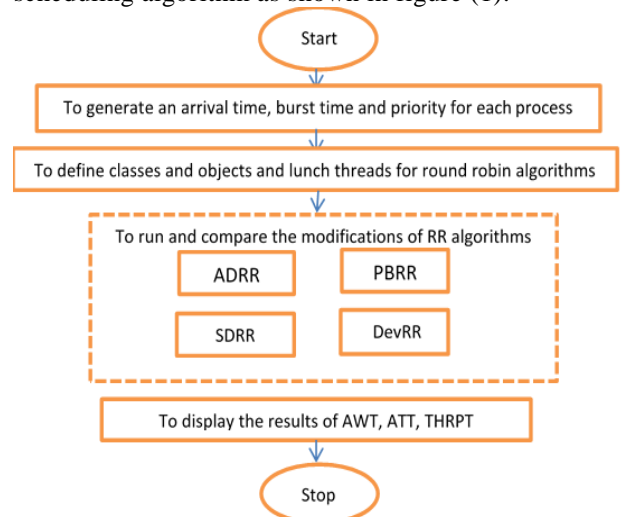 scheduling algorithm as shown in figure (1).
Start
To generate an arrival time, burst time and priority for each process
To define classes and objects and lunch threads for round robin algorithms
To run and compare the modifications of RR algorithms
ADRR
PBRR
SDRR
DevRR
To display the results of AWT, ATT, THRPT
Stop